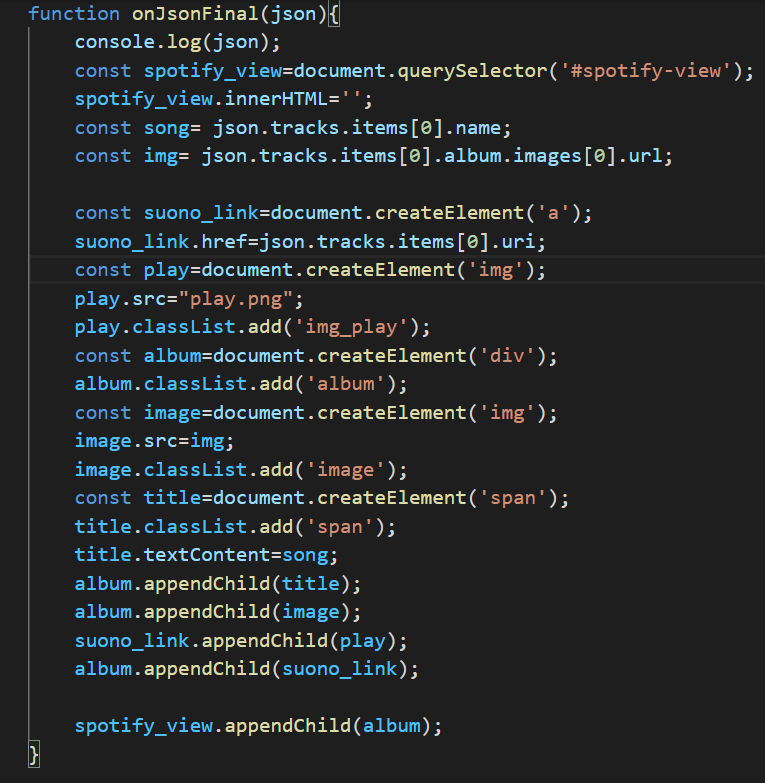 function onJsonFinal(json){
    console.log(json);
    const spotify_view=document.querySelector('#spotify-view');
    spotify_view.innerHTML='';
    const song= json.tracks.items[0].name;
    const img= json.tracks.items[0].album.images[0].url;

    const suono_link=document.createElement('a');
    suono_link.href=json.tracks.items[0].uri;
    const play=document.createElement('img');
    play.src="play.png";
    play.classList.add('img_play');
    const album=document.createElement('div');
    album.classList.add('album');
    const image=document.createElement('img');
    image.src=img;
    image.classList.add('image');
    const title=document.createElement('span');
    title.classList.add('span');
    title.textContent=song;
    album.appendChild(title);
    album.appendChild(image);
    suono_link.appendChild(play);
    album.appendChild(suono_link);

    spotify_view.appendChild(album);
}